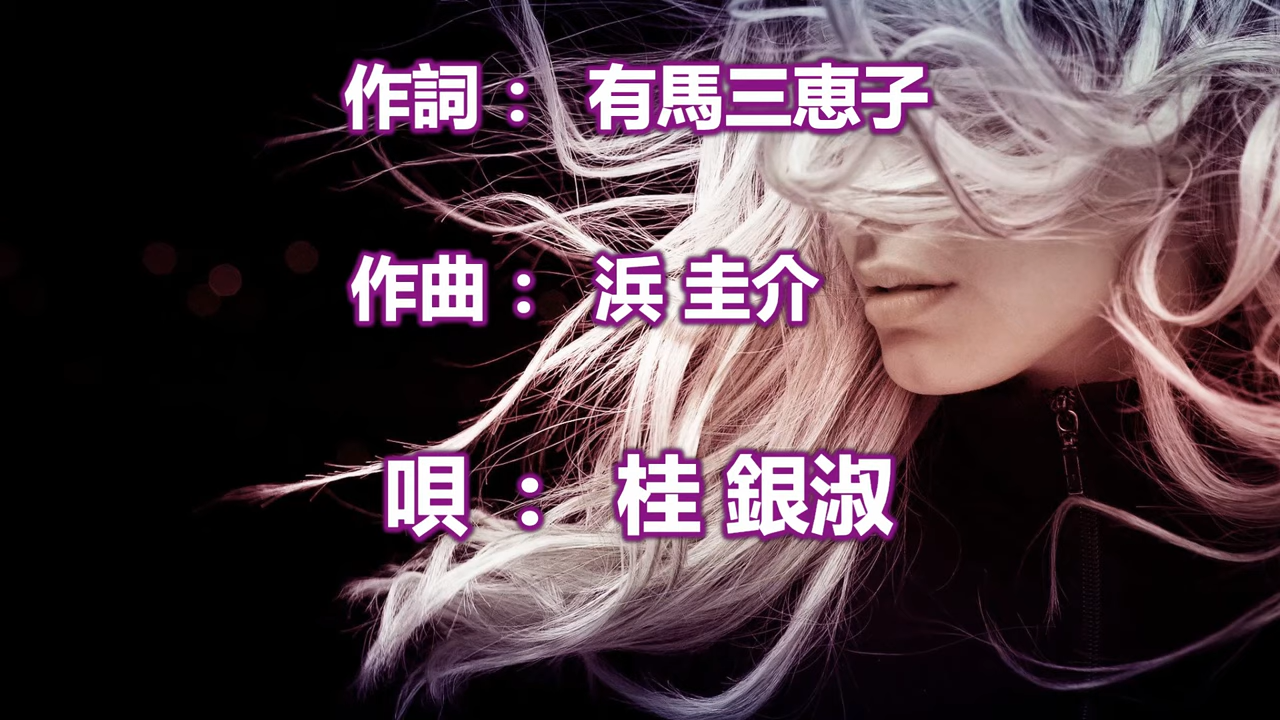 作詞： 有馬三恵子
作曲： 浜 圭介
唄 ： 桂 銀淑